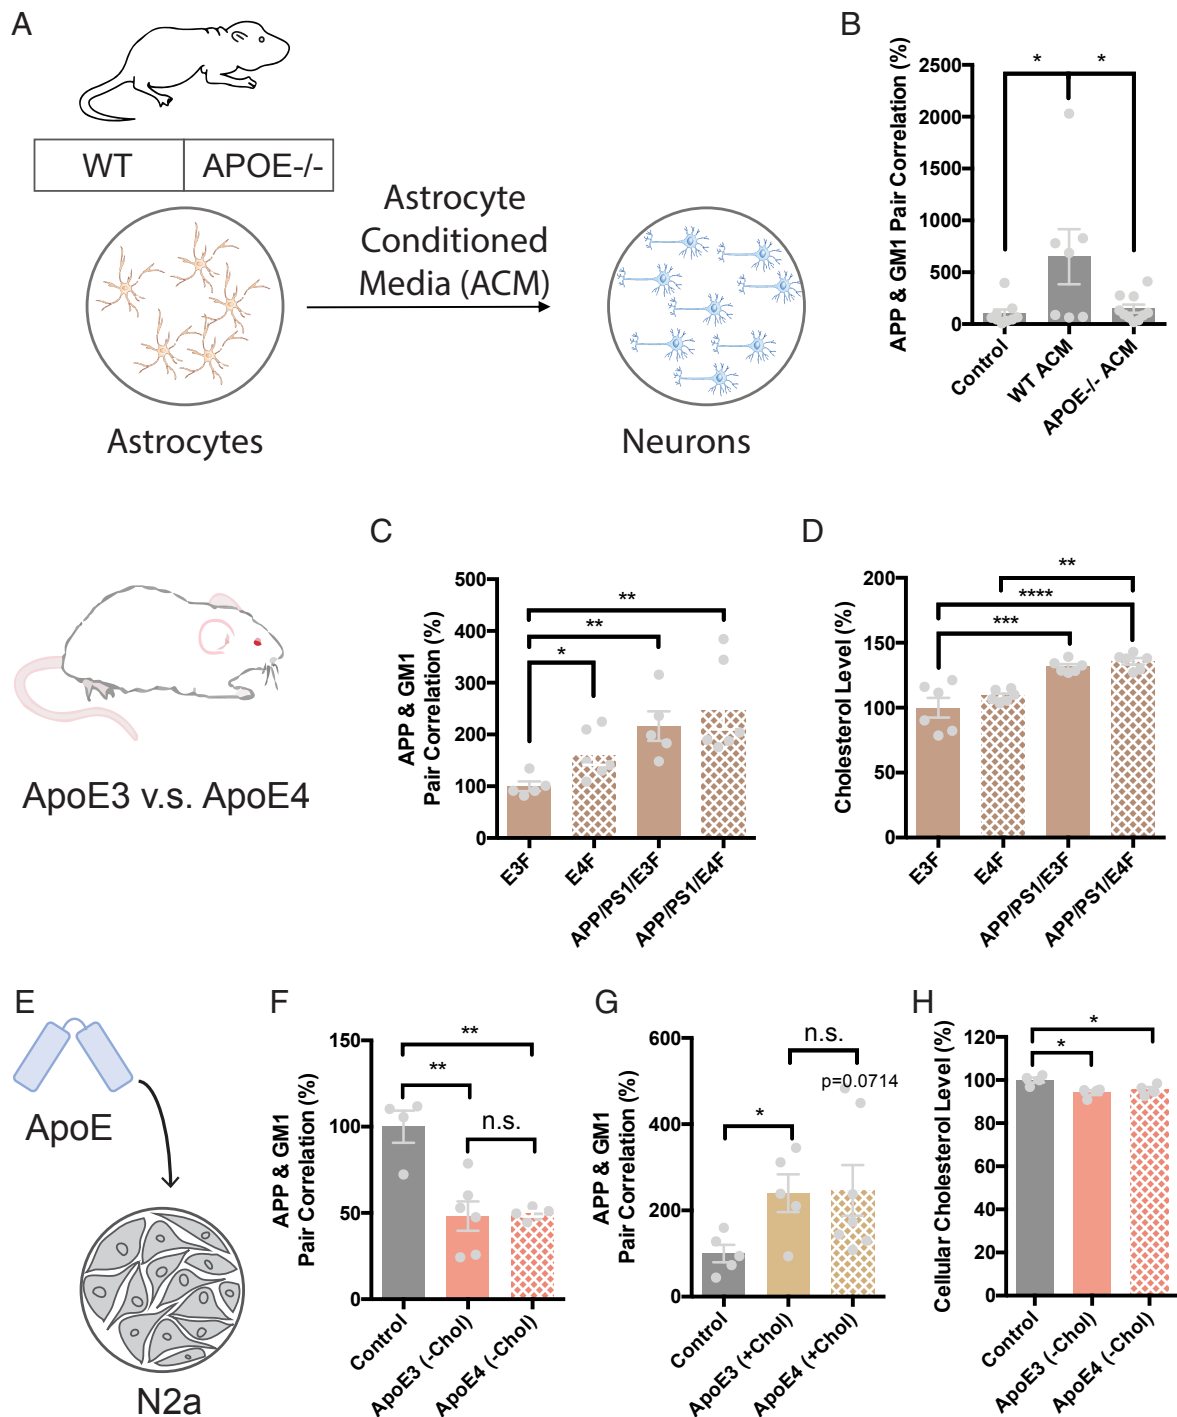 A
WT
APOE-/-
Astrocyte
Conditioned
Media (ACM)
Astrocytes
Neurons
B
APP & GM1 Pair Correlation (%)
2500
2000
1500
1000
500
0
*
*
Control
WT ACM
APOE-/- ACM
ApoE3 v.s. ApoE4
C
APP & GM1
Pair Correlation (%)
500
400
300
200
100
0
**
**
*
E3F
E4F
APP/PS1/E3F
APP/PS1/E4F
D
Cholesterol Level (%)
200
150
100
50
0
**
****
***
E3F
E4F
APP/PS1/E3F
APP/PS1/E4F
E
ApoE
N2a
F
APP & GM1
Pair Correlation (%)
150
100
50
0
**
**
n.s.
Control
ApoE3 (-Chol)
ApoE4 (-Chol)
G
APP & GM1
Pair Correlation (%)
600
400
200
0
n.s.
p=0.0714
*
Control
ApoE3 (+Chol)
ApoE4 (+Chol)
H
Cellular Cholesterol Level (%)
120
100
80
60
40
20
0
*
*
Control
ApoE3 (-Chol)
ApoE4 (-Chol)